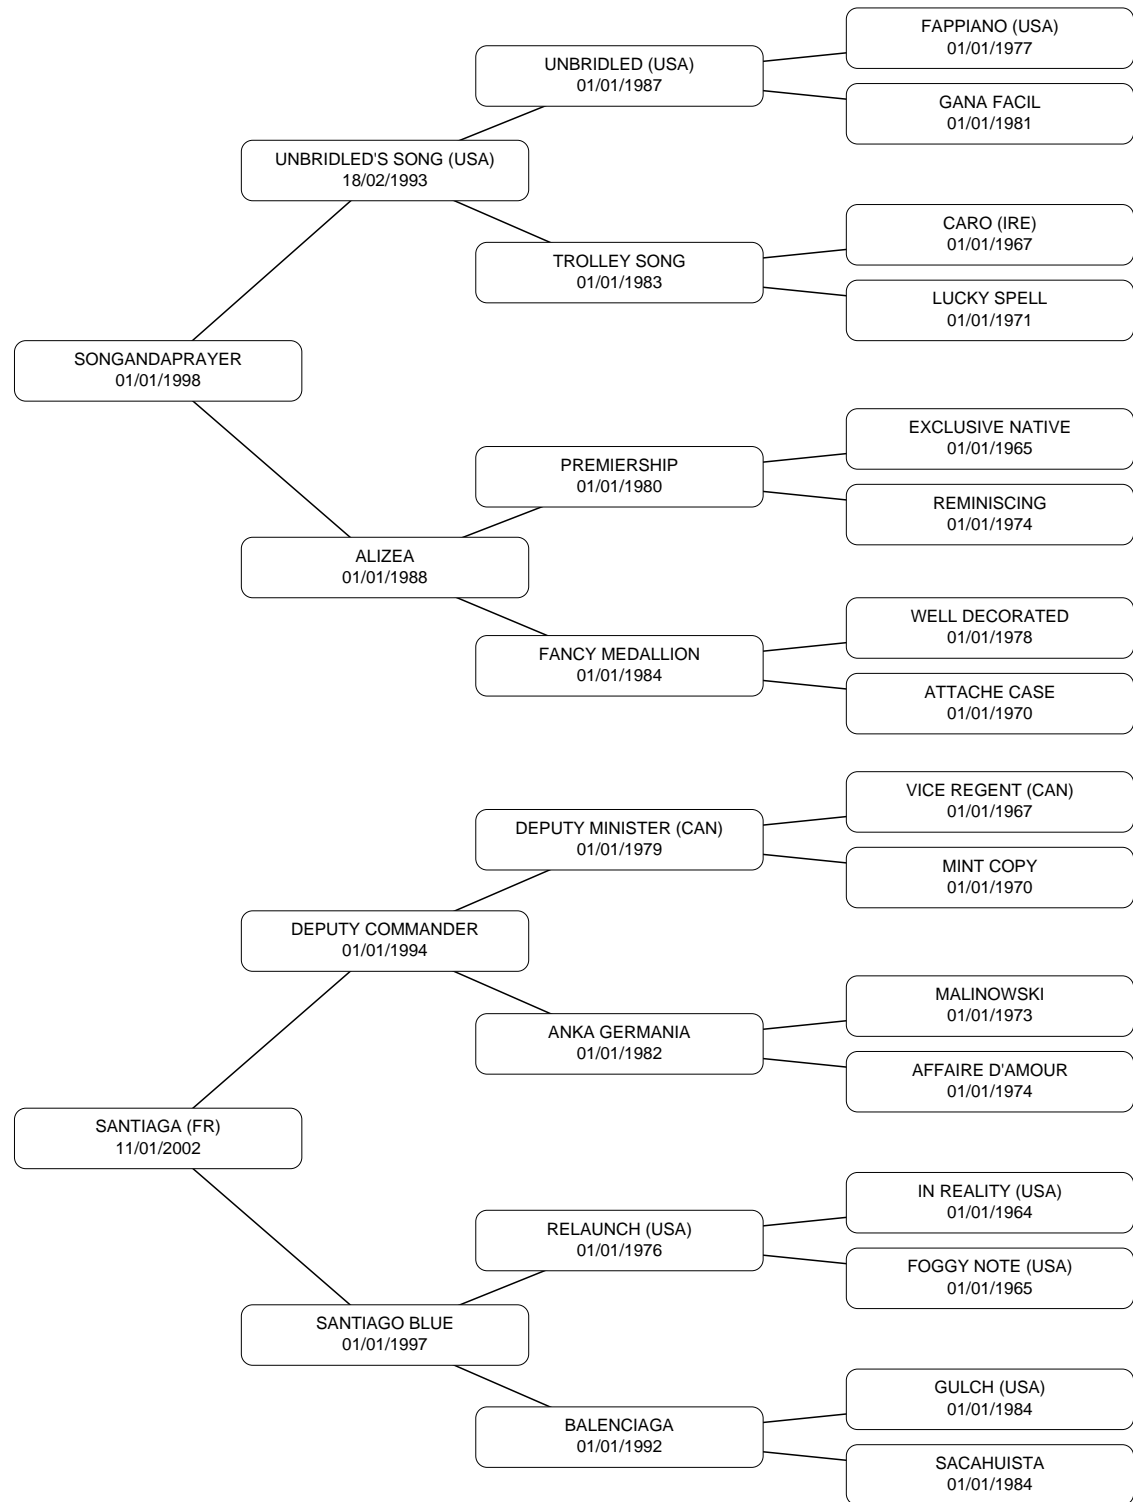 FAPPIANO (USA)
01/01/1977
UNBRIDLED (USA)
01/01/1987
GANA FACIL
01/01/1981
UNBRIDLED'S SONG (USA)
18/02/1993
CARO (IRE)
01/01/1967
TROLLEY SONG
01/01/1983
LUCKY SPELL
01/01/1971
SONGANDAPRAYER
01/01/1998
EXCLUSIVE NATIVE
01/01/1965
PREMIERSHIP
01/01/1980
REMINISCING
01/01/1974
ALIZEA
01/01/1988
WELL DECORATED
01/01/1978
FANCY MEDALLION
01/01/1984
ATTACHE CASE
01/01/1970
VICE REGENT (CAN)
01/01/1967
DEPUTY MINISTER (CAN)
01/01/1979
MINT COPY
01/01/1970
DEPUTY COMMANDER
01/01/1994
MALINOWSKI
01/01/1973
ANKA GERMANIA
01/01/1982
AFFAIRE D'AMOUR
01/01/1974
SANTIAGA (FR)
11/01/2002
IN REALITY (USA)
01/01/1964
RELAUNCH (USA)
01/01/1976
FOGGY NOTE (USA)
01/01/1965
SANTIAGO BLUE
01/01/1997
GULCH (USA)
01/01/1984
BALENCIAGA
01/01/1992
SACAHUISTA
01/01/1984